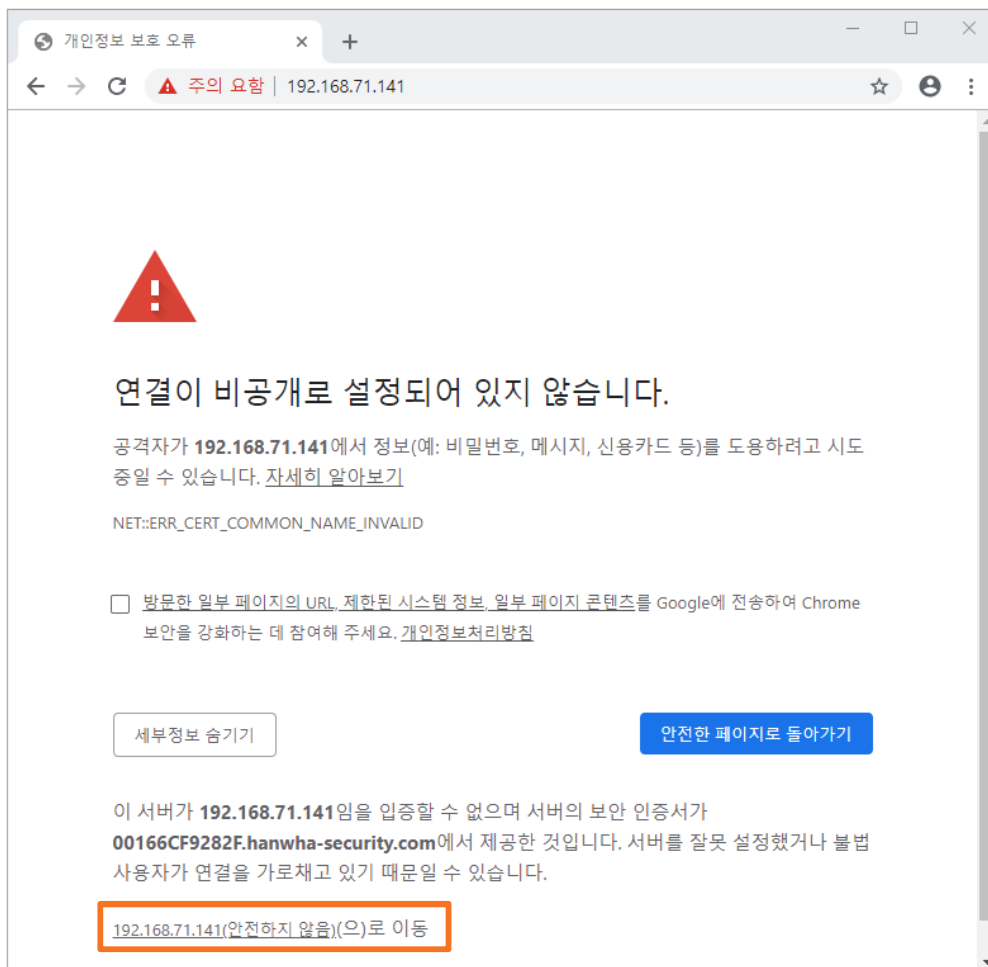 개인정보 보호 오류
주의 요함 | 192.168.71.141
연결이 비공개로 설정되어 있지 않습니다.
공격자가 192.168.71.141에서 정보(예: 비밀번호, 메시지, 신용카드 등)를 도용하려고 시도
중일 수 있습니다. 자세히 알아보기
NET::ERR_CERT_COMMON_NAME_INVALID
방문한 일부 페이지의 URL, 제한된 시스템 정보, 일부 페이지 콘텐츠를 Google에 전송하여 Chrome
보안을 강화하는 데 참여해 주세요. 개인정보처리방침
세부정보 숨기기
안전한 페이지로 돌아가기
이 서버가 192.168.71.141임을 입증할 수 없으며 서버의 보안 인증서가
00166CF9282F.hanwha-security.com에서 제공한 것입니다. 서버를 잘못 설정했거나 불법
사용자가 연결을 가로채고 있기 때문일 수 있습니다.
192.168.71.141(안전하지 않음)(으)로 이동